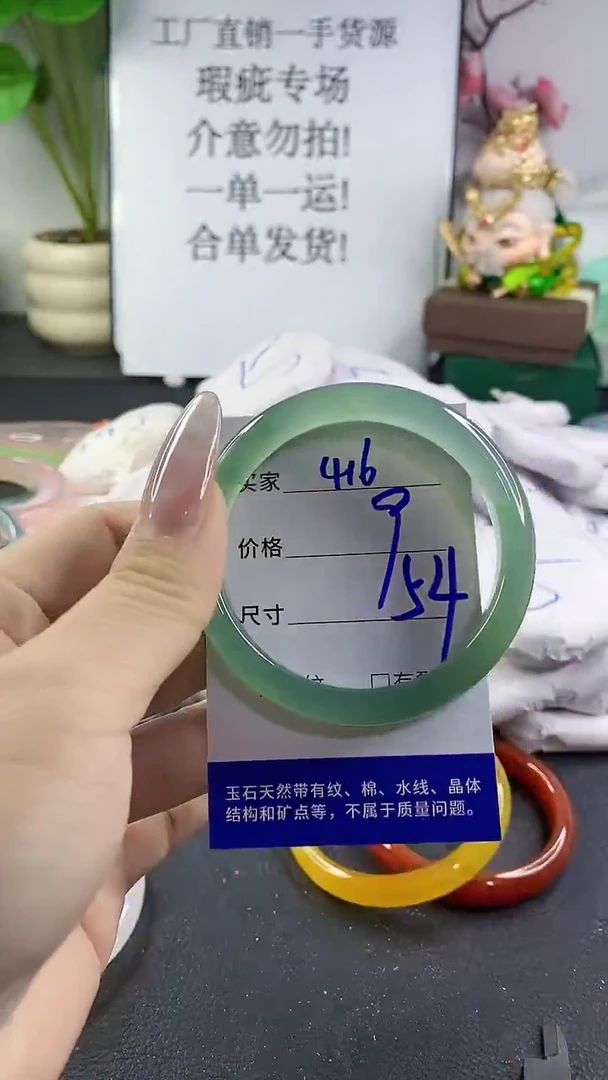 工厂直销一手货源
瑕疵专场
介意勿拍!
一单一运!
合单发货!
买家 416
价格 9
尺寸 54
纹 □有
玉石天然带有纹、棉、水线、晶体
结构和矿点等，不属于质量问题。